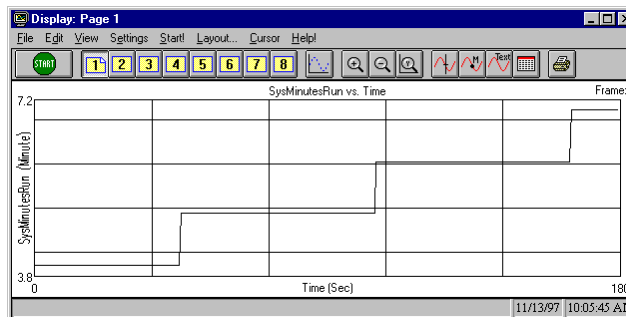 Display: Page 1
File Edit View Settings Start! Layout... Cursor Help!
START 1 2 3 4 5 6 7 8 Y M Text
SysMinutesRun vs. Time
Frame:
7.2
SysMinutesRun (Minute)
3.8
0 Time (Sec) 180
11/13/97 10:05:45 A